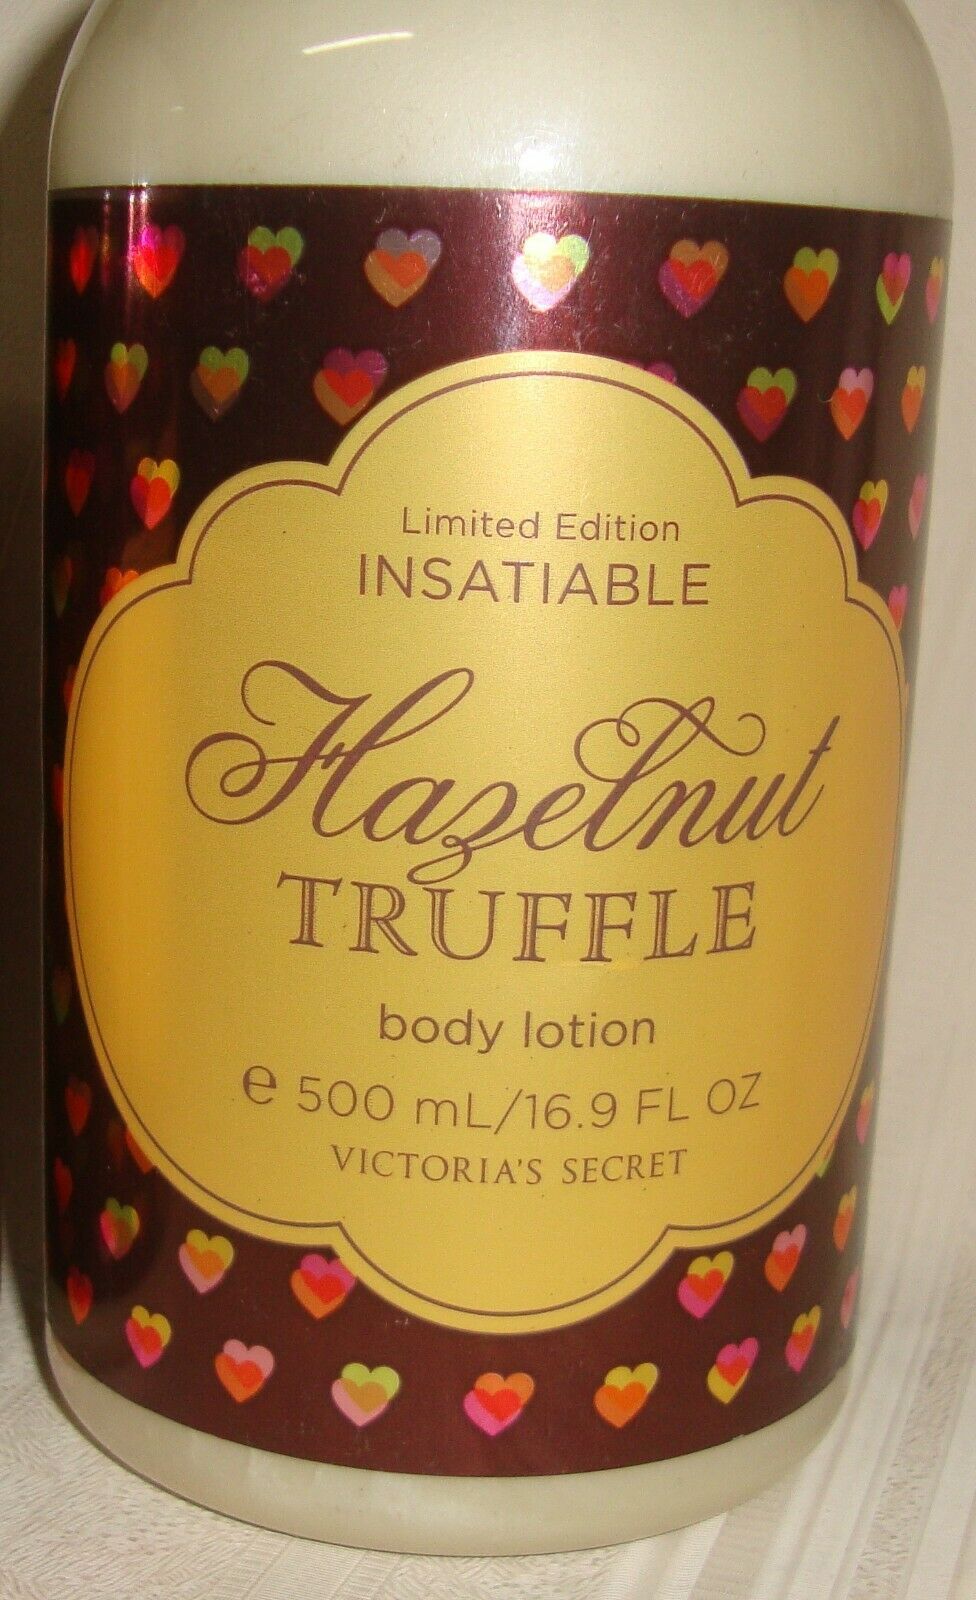 Limited Edition
INSATIABLE
Hazelnut
TRUFFLE
body lotion
℮ 500 mL/16.9 FL OZ
VICTORIA'S SECRET